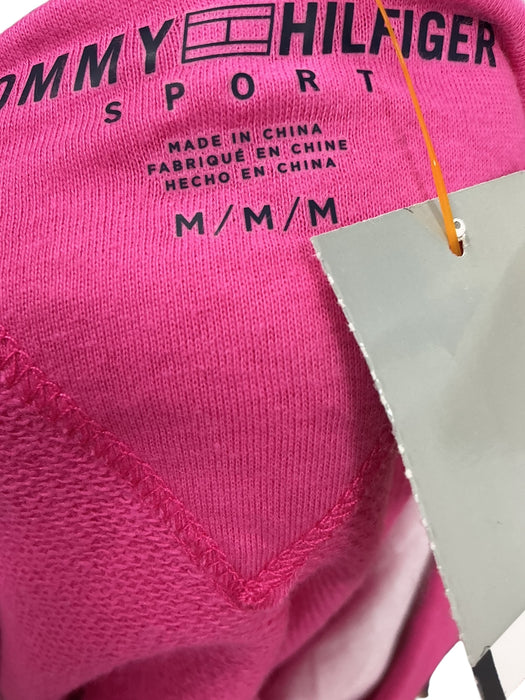 OMMY HILFIGER
SPORT
MADE IN CHINA
FABRIQUÉ EN CHINE
HECHO EN CHINA
M/M/M